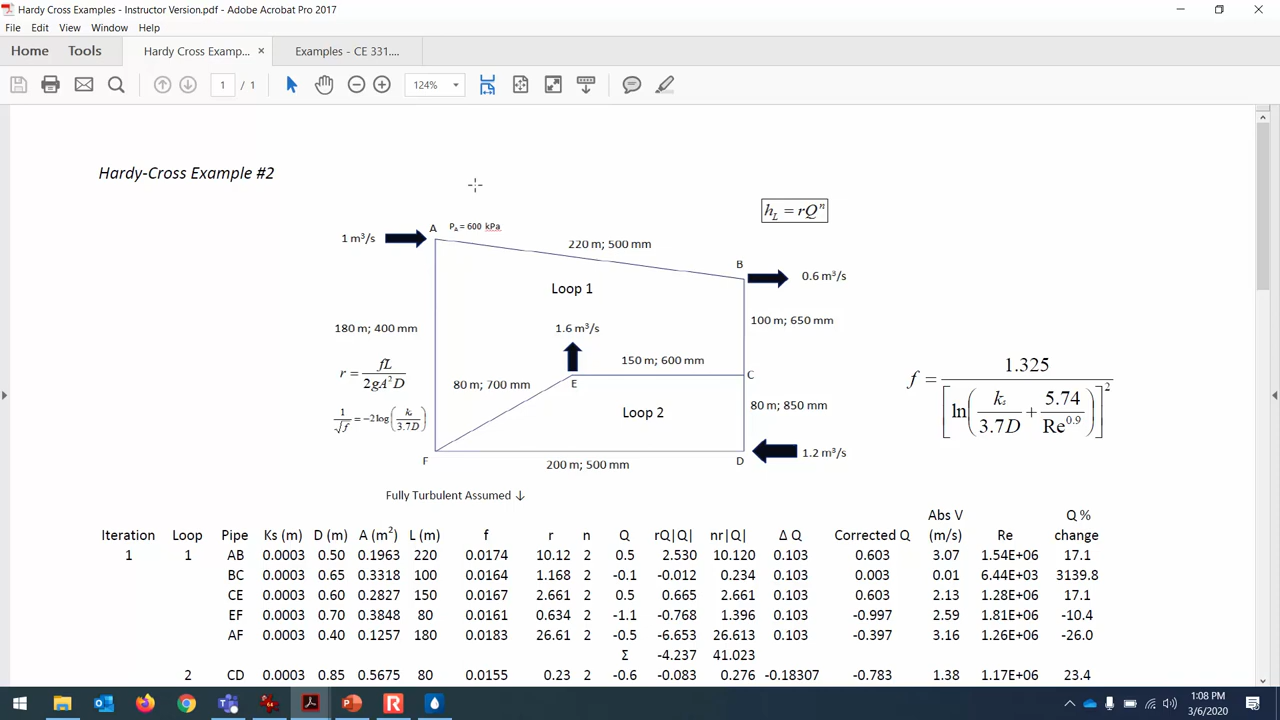 Hardy Cross Examples - Instructor Version.pdf - Adobe Acrobat Pro 2017
File Edit View Window Help
Home Tools Hardy Cross Examp... × Examples - CE 331....
1 / 1 124%
Hardy-Cross Example #2
h_L = rQ^n
A P_A = 600 kPa
1 m³/s
220 m; 500 mm
B
0.6 m³/s
Loop 1
180 m; 400 mm
1.6 m³/s
100 m; 650 mm
150 m; 600 mm
r = fL / 2gA²D
E
C
80 m; 700 mm
f = 1.325 / [ln(k_s / 3.7D + 5.74 / Re^0.9)]²
1 / √f = -2log(k_s / 3.7D)
Loop 2
80 m; 850 mm
F
200 m; 500 mm
D
1.2 m³/s
Fully Turbulent Assumed ↓
Iteration Loop Pipe Ks (m) D (m) A (m²) L (m) f r n Q rQ|Q| nr|Q| Δ Q Corrected Q Abs V (m/s) Re Q % change
1 1 AB 0.0003 0.50 0.1963 220 0.0174 10.12 2 0.5 2.530 10.120 0.103 0.603 3.07 1.54E+06 17.1
BC 0.0003 0.65 0.3318 100 0.0164 1.168 2 -0.1 -0.012 0.234 0.103 0.003 0.01 6.44E+03 3139.8
CE 0.0003 0.60 0.2827 150 0.0167 2.661 2 0.5 0.665 2.661 0.103 0.603 2.13 1.28E+06 17.1
EF 0.0003 0.70 0.3848 80 0.0161 0.634 2 -1.1 -0.768 1.396 0.103 -0.997 2.59 1.81E+06 -10.4
AF 0.0003 0.40 0.1257 180 0.0183 26.61 2 -0.5 -6.653 26.613 0.103 -0.397 3.16 1.26E+06 -26.0
Σ -4.237 41.023
2 CD 0.0003 0.85 0.5675 80 0.0155 0.23 2 -0.6 -0.083 0.276 -0.18307 -0.783 1.38 1.17E+06 23.4
1:08 PM
3/6/2020